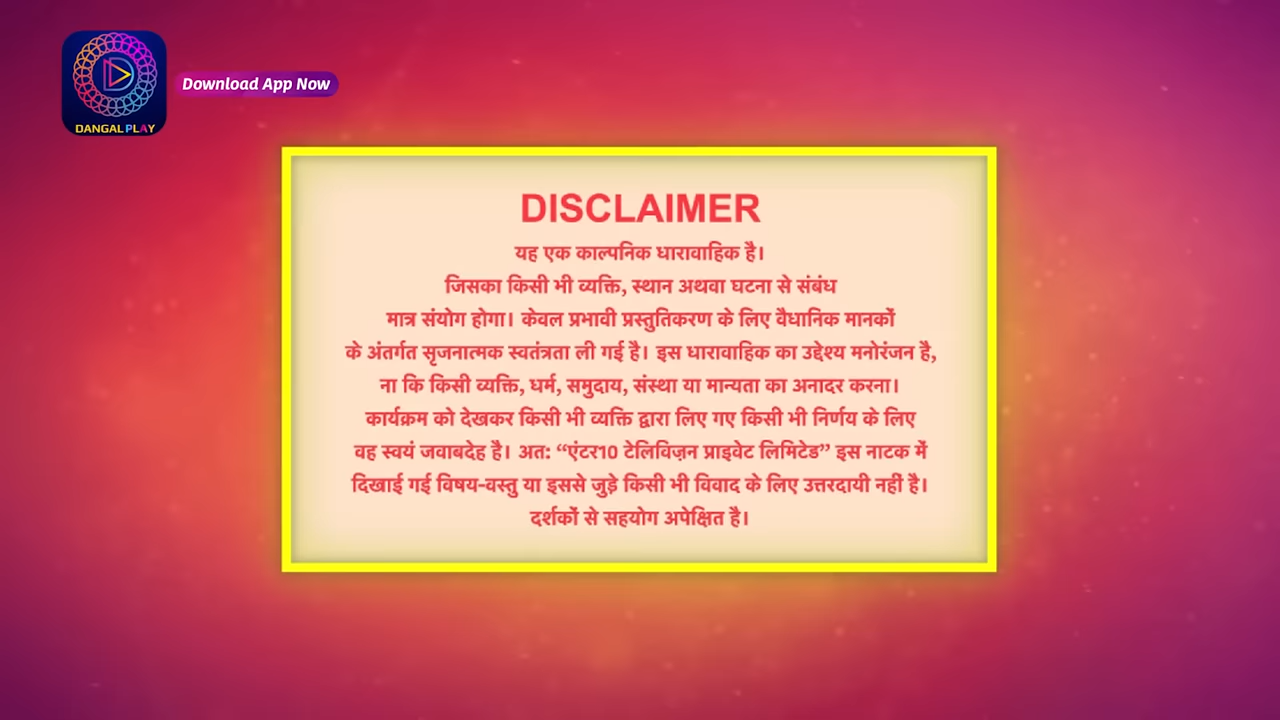 Download App Now
DANGAL PLAY
DISCLAIMER
यह एक काल्पनिक धारावाहिक है।
जिसका किसी भी व्यक्ति, स्थान अथवा घटना से संबंध
मात्र संयोग होगा। केवल प्रभावी प्रस्तुतिकरण के लिए वैधानिक मानकों
के अंतर्गत सृजनात्मक स्वतंत्रता ली गई है। इस धारावाहिक का उद्देश्य मनोरंजन है,
ना कि किसी व्यक्ति, धर्म, समुदाय, संस्था या मान्यता का अनादर करना।
कार्यक्रम को देखकर किसी भी व्यक्ति द्वारा लिए गए किसी भी निर्णय के लिए
वह स्वयं जवाबदेह है। अत: “एंटर10 टेलिविज़न प्राइवेट लिमिटेड” इस नाटक में
दिखाई गई विषय-वस्तु या इससे जुड़े किसी भी विवाद के लिए उत्तरदायी नहीं है।
दर्शकों से सहयोग अपेक्षित है।